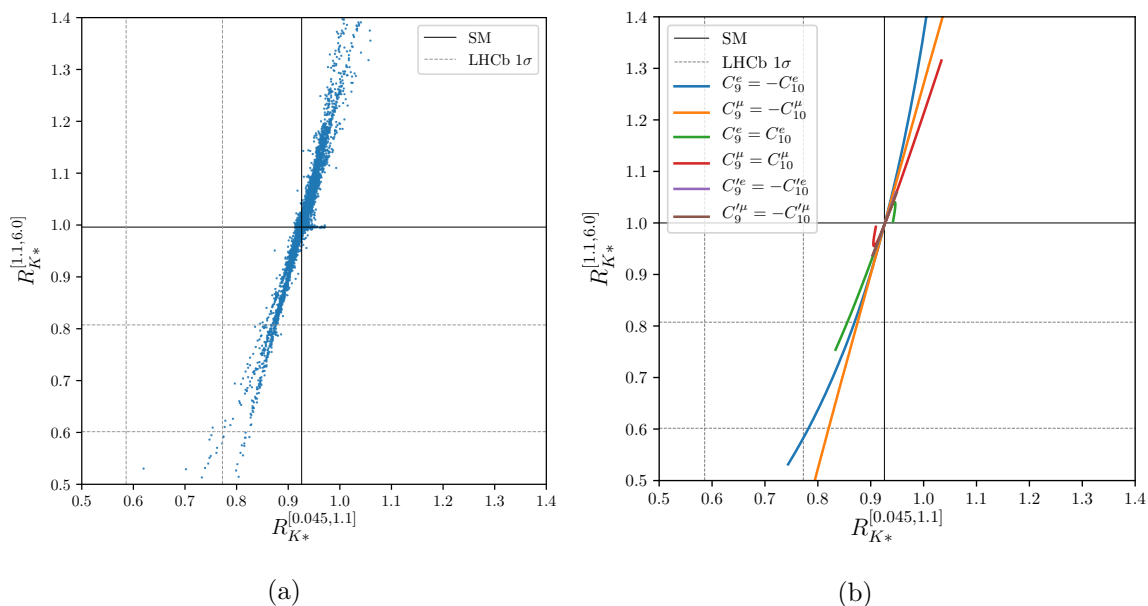 1.4
1.3
1.2
1.1
1.0
0.9
0.8
0.7
0.6
0.5
0.5 0.6 0.7 0.8 0.9 1.0 1.1 1.2 1.3 1.4
R_{K*}^{[1.1,6.0]}
R_{K*}^{[0.045,1.1]}
SM
LHCb 1σ
(a)
1.4
1.3
1.2
1.1
1.0
0.9
0.8
0.7
0.6
0.5
0.5 0.6 0.7 0.8 0.9 1.0 1.1 1.2 1.3 1.4
R_{K*}^{[1.1,6.0]}
R_{K*}^{[0.045,1.1]}
SM
LHCb 1σ
C_9^e = −C_{10}^e
C_9^μ = −C_{10}^μ
C_9^e = C_{10}^e
C_9^μ = C_{10}^μ
C_9'^e = −C_{10}'^e
C_9'^μ = −C_{10}'^μ
(b)